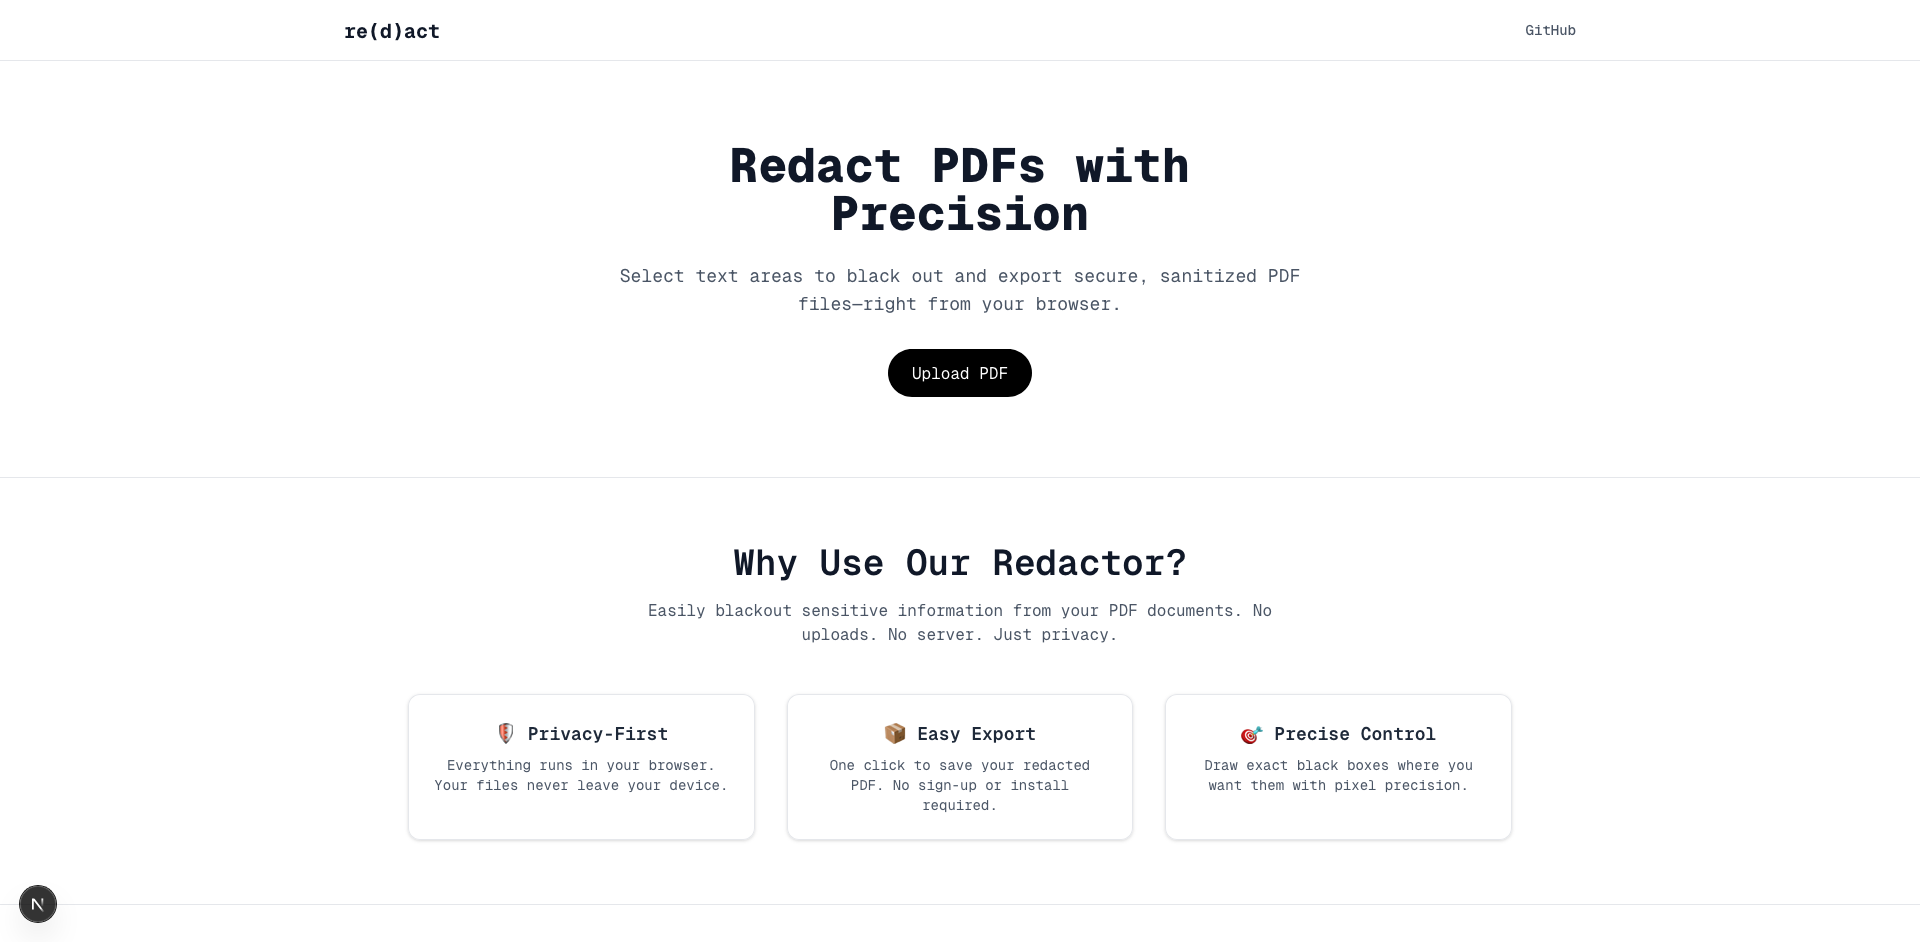 re(d)act
GitHub
Redact PDFs with
Precision
Select text areas to black out and export secure, sanitized PDF
files—right from your browser.
Upload PDF
Why Use Our Redactor?
Easily blackout sensitive information from your PDF documents. No
uploads. No server. Just privacy.
🛡️ Privacy-First
Everything runs in your browser.
Your files never leave your device.
📦 Easy Export
One click to save your redacted
PDF. No sign-up or install
required.
🎯 Precise Control
Draw exact black boxes where you
want them with pixel precision.
N